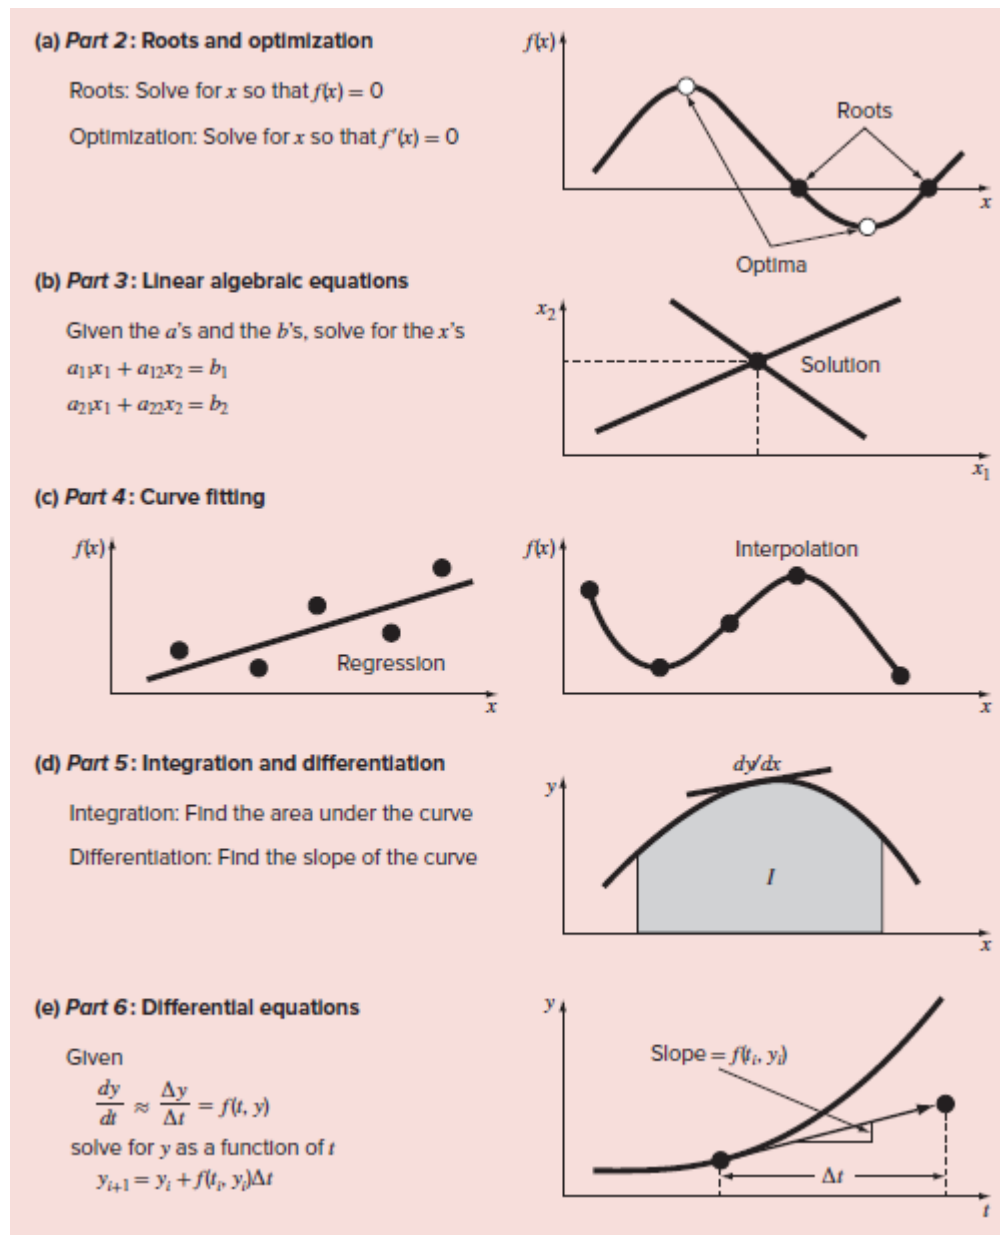 (a) Part 2: Roots and optimization
Roots: Solve for x so that f(x) = 0
Optimization: Solve for x so that f'(x) = 0
f(x)
Roots
x
Optima
(b) Part 3: Linear algebraic equations
Given the a's and the b's, solve for the x's
a₁₁x₁ + a₁₂x₂ = b₁
a₂₁x₁ + a₂₂x₂ = b₂
x₂
Solution
x₁
(c) Part 4: Curve fitting
f(x)
Regression
x
f(x)
Interpolation
x
(d) Part 5: Integration and differentiation
Integration: Find the area under the curve
Differentiation: Find the slope of the curve
dy/dx
y
I
x
(e) Part 6: Differential equations
Given
dy/dt ≈ Δy/Δt = f(t, y)
solve for y as a function of t
yᵢ₊₁ = yᵢ + f(tᵢ, yᵢ)Δt
y
Slope = f(tᵢ, yᵢ)
Δt
t